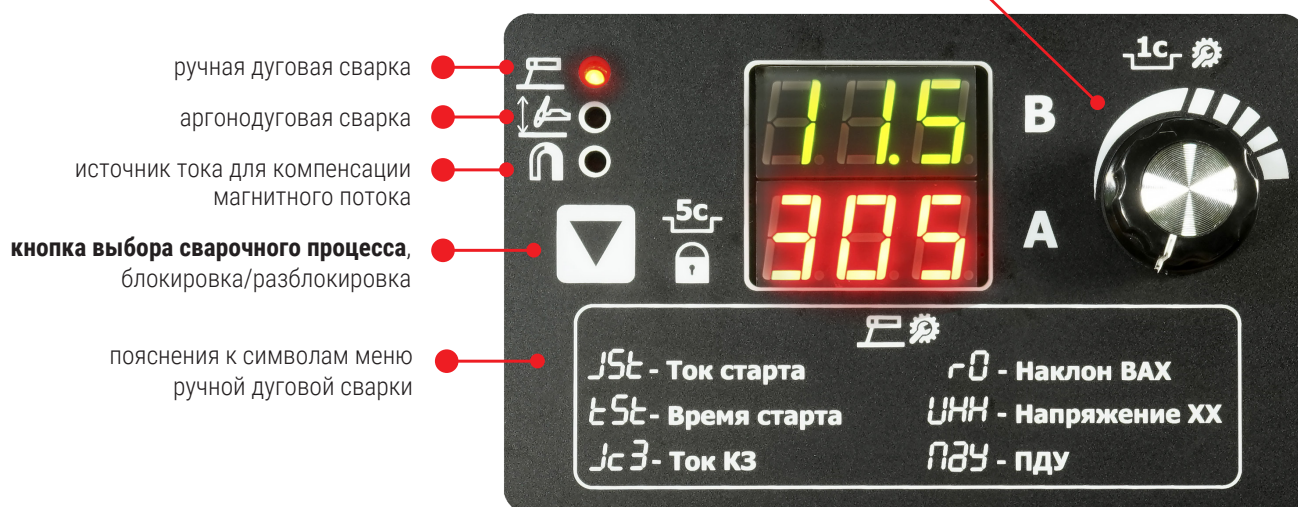 ручная дуговая сварка
аргонодуговая сварка
источник тока для компенсации
магнитного потока
кнопка выбора сварочного процесса,
блокировка/разблокировка
пояснения к символам меню
ручной дуговой сварки
1с
11.5
В
5с
305
А
JSt - Ток старта
tSt - Время старта
Jc3 - Ток КЗ
r0 - Наклон ВАХ
UHH - Напряжение ХХ
ПдУ - ПДУ